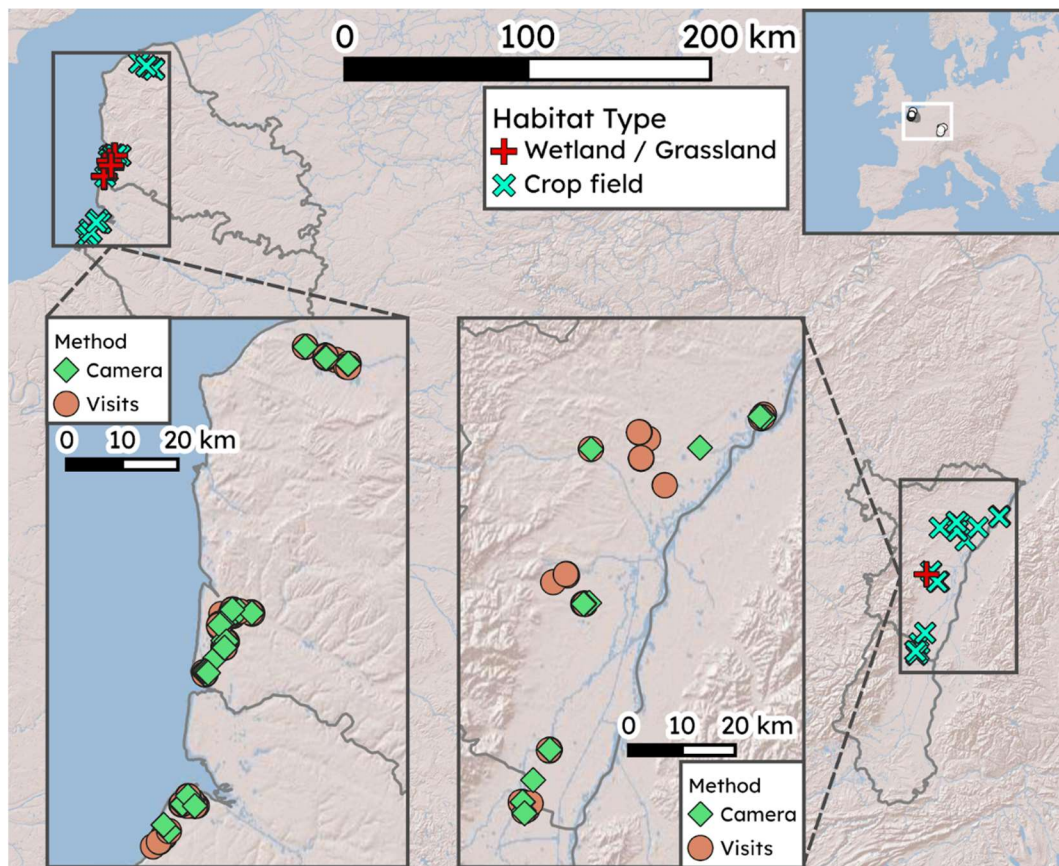 0 100 200 km
Habitat Type
Wetland / Grassland
Crop field
Method
Camera
Visits
0 10 20 km
0 10 20 km
Method
Camera
Visits